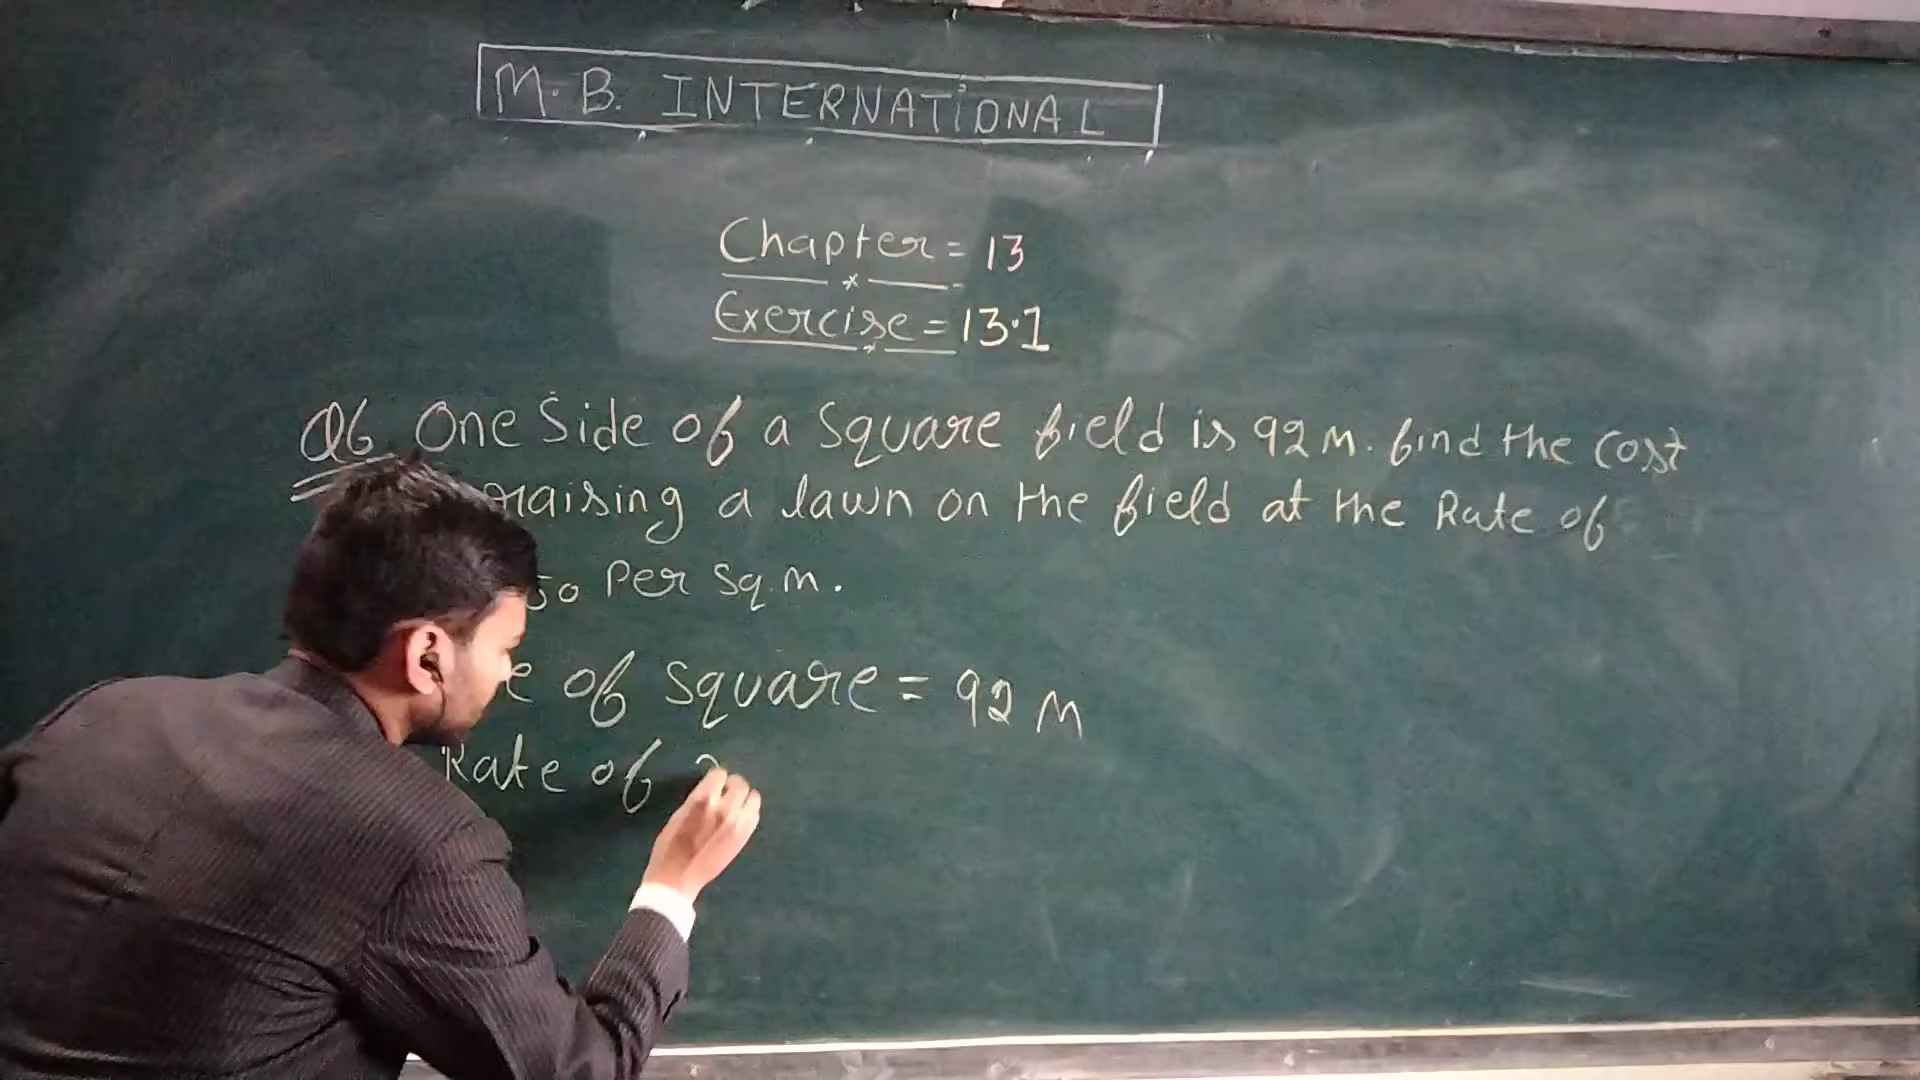 M. B. INTERNATIONAL
Chapter = 13
Exercise = 13.1
Q6 One Side of a Square field is 92 m. find the cost
raising a lawn on the field at the Rate of
50 Per Sq. m.
of square = 92 m
Rate of